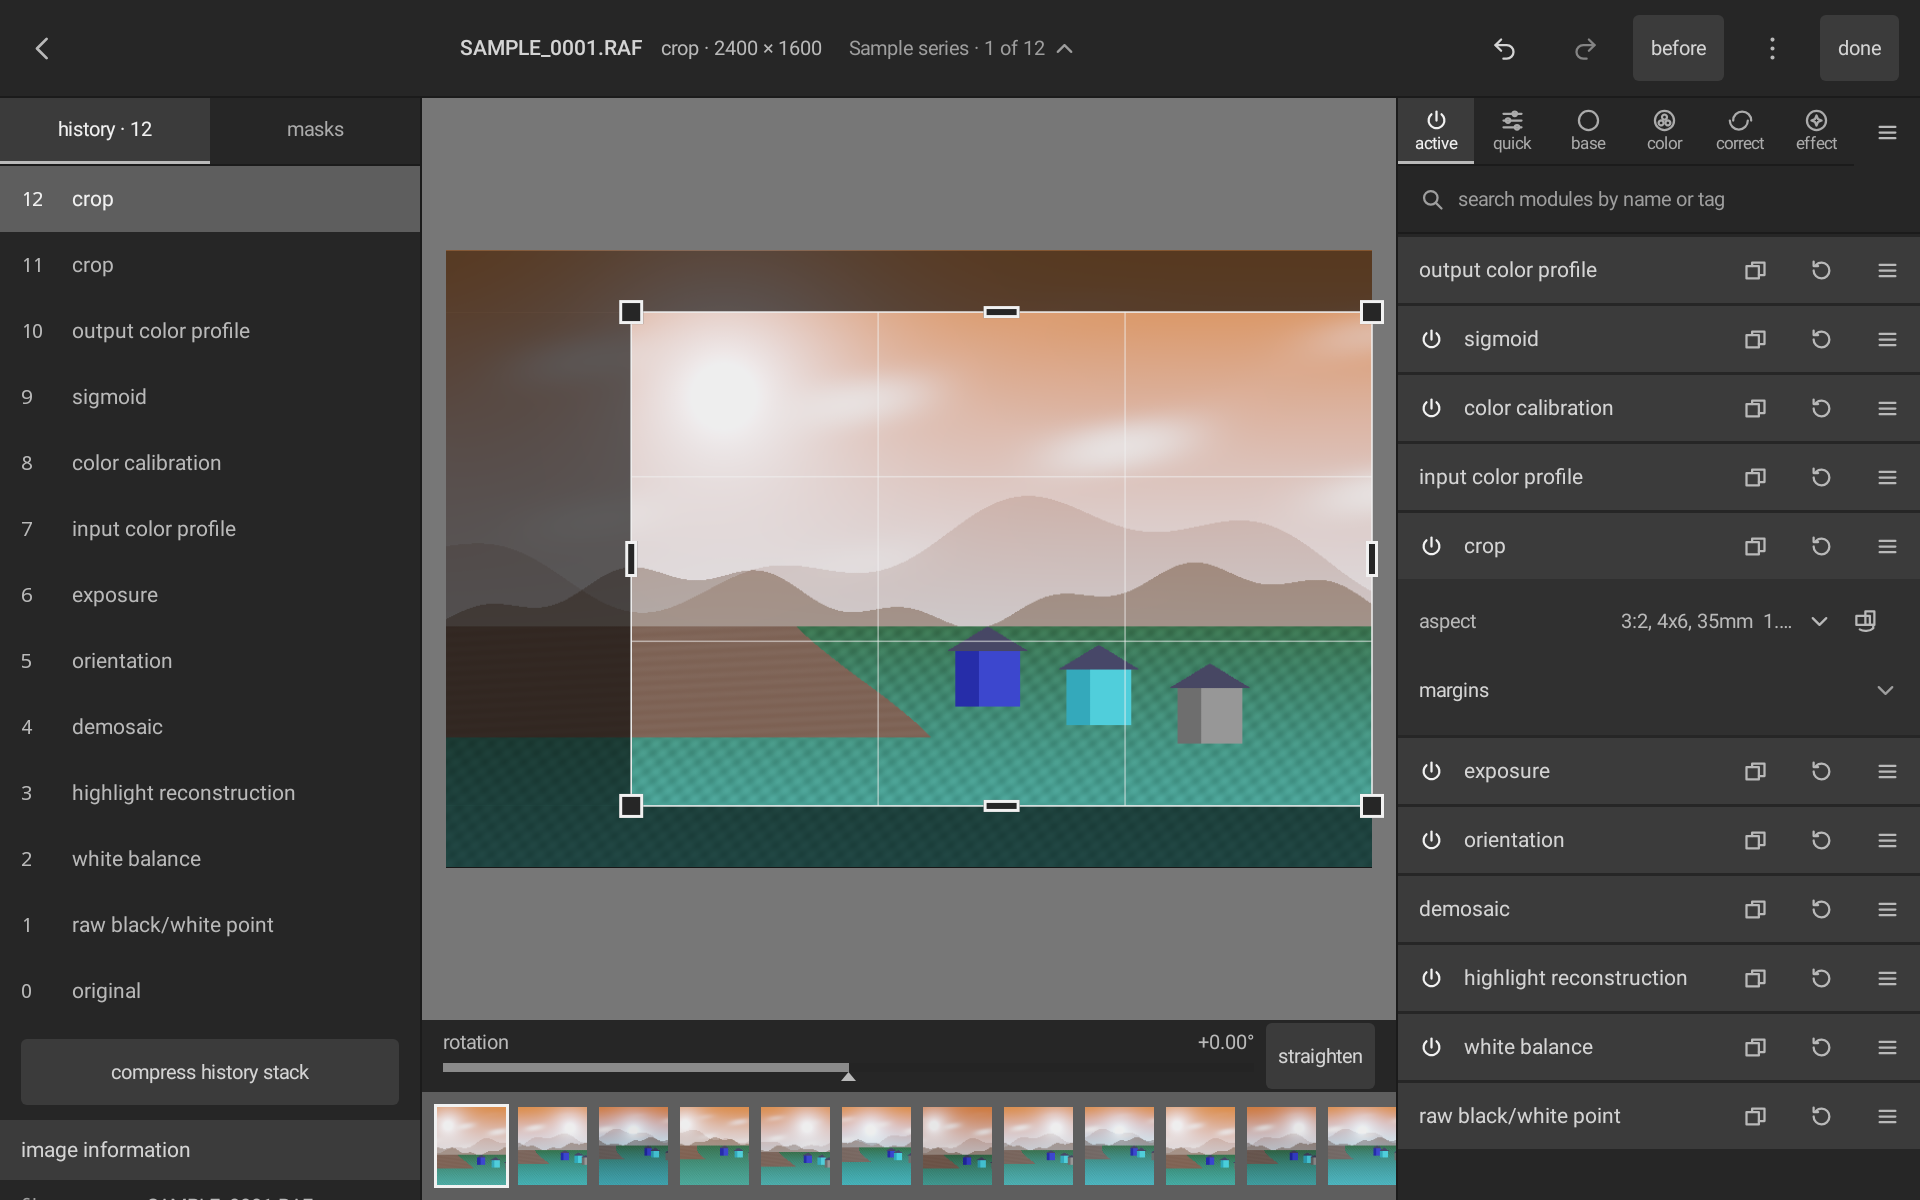 SAMPLE_0001.RAF crop · 2400 × 1600 Sample series · 1 of 12
before
done
history · 12
masks
12 crop
11 crop
10 output color profile
9 sigmoid
8 color calibration
7 input color profile
6 exposure
5 orientation
4 demosaic
3 highlight reconstruction
2 white balance
1 raw black/white point
0 original
compress history stack
image information
rotation
+0.00°
straighten
active
quick
base
color
correct
effect
search modules by name or tag
output color profile
sigmoid
color calibration
input color profile
crop
aspect 3:2, 4x6, 35mm 1....
margins
exposure
orientation
demosaic
highlight reconstruction
white balance
raw black/white point